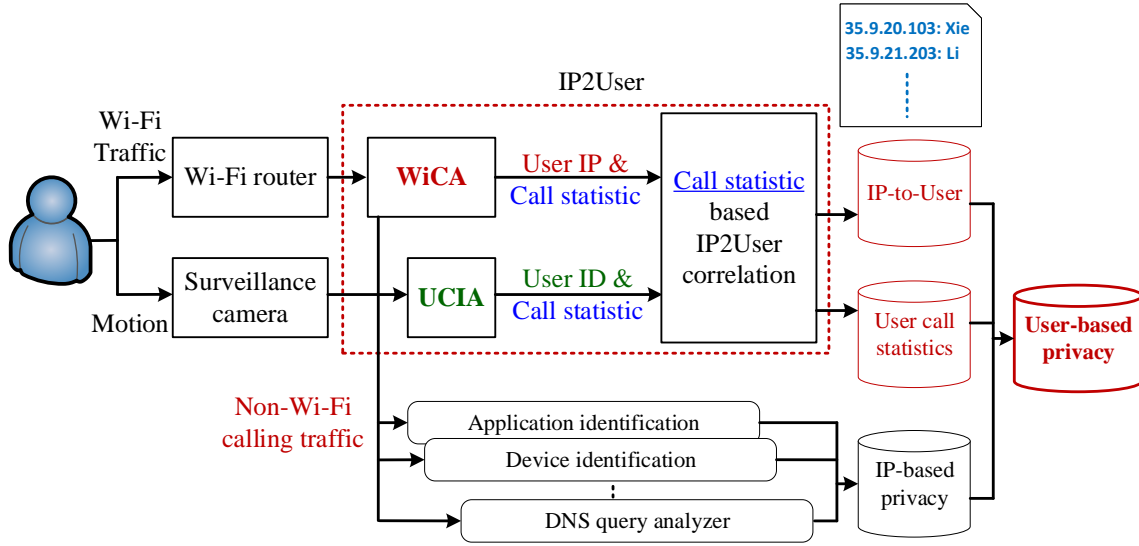 35.9.20.103: Xie
35.9.21.203: Li
IP2User
Wi-Fi
Traffic
Wi-Fi router
WiCA
User IP &
Call statistic
Call statistic
based
IP2User
correlation
IP-to-User
Motion
Surveillance
camera
UCIA
User ID &
Call statistic
User call
statistics
User-based
privacy
Non-Wi-Fi
calling traffic
Application identification
Device identification
DNS query analyzer
IP-based
privacy